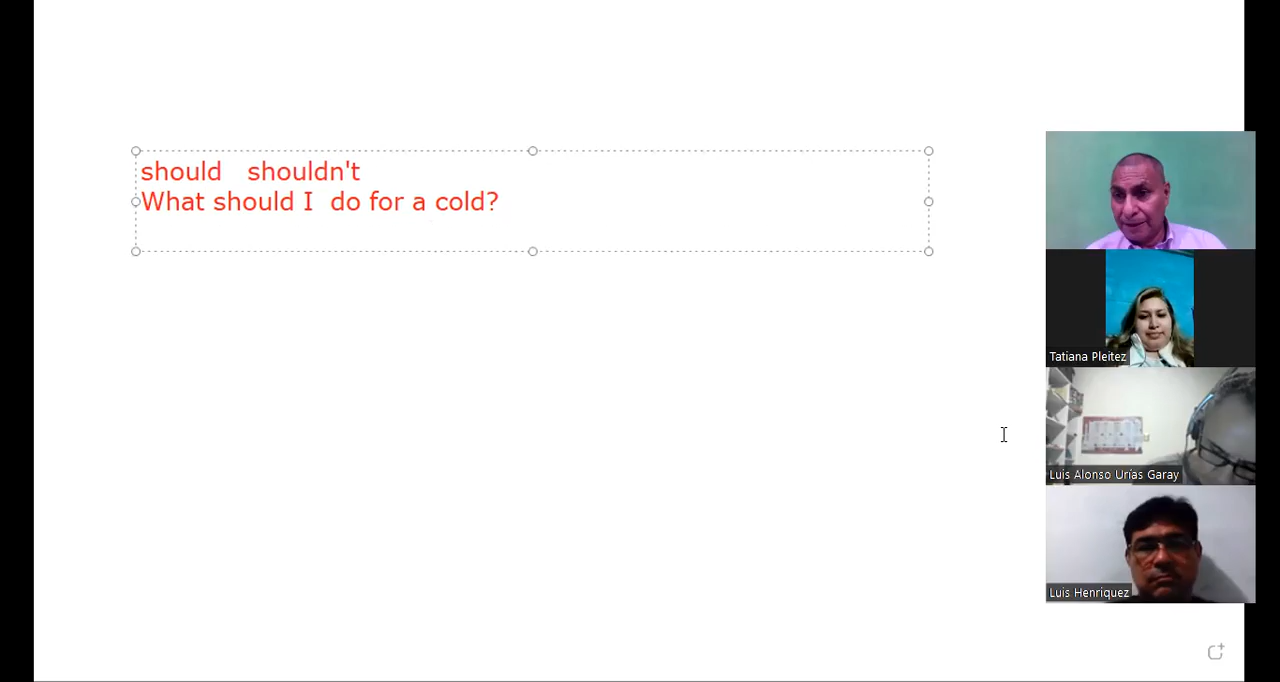 should   shouldn't
What should I  do for a cold?
Tatiana Pleitez
Luis Alonso Urías Garay
Luis Henriquez